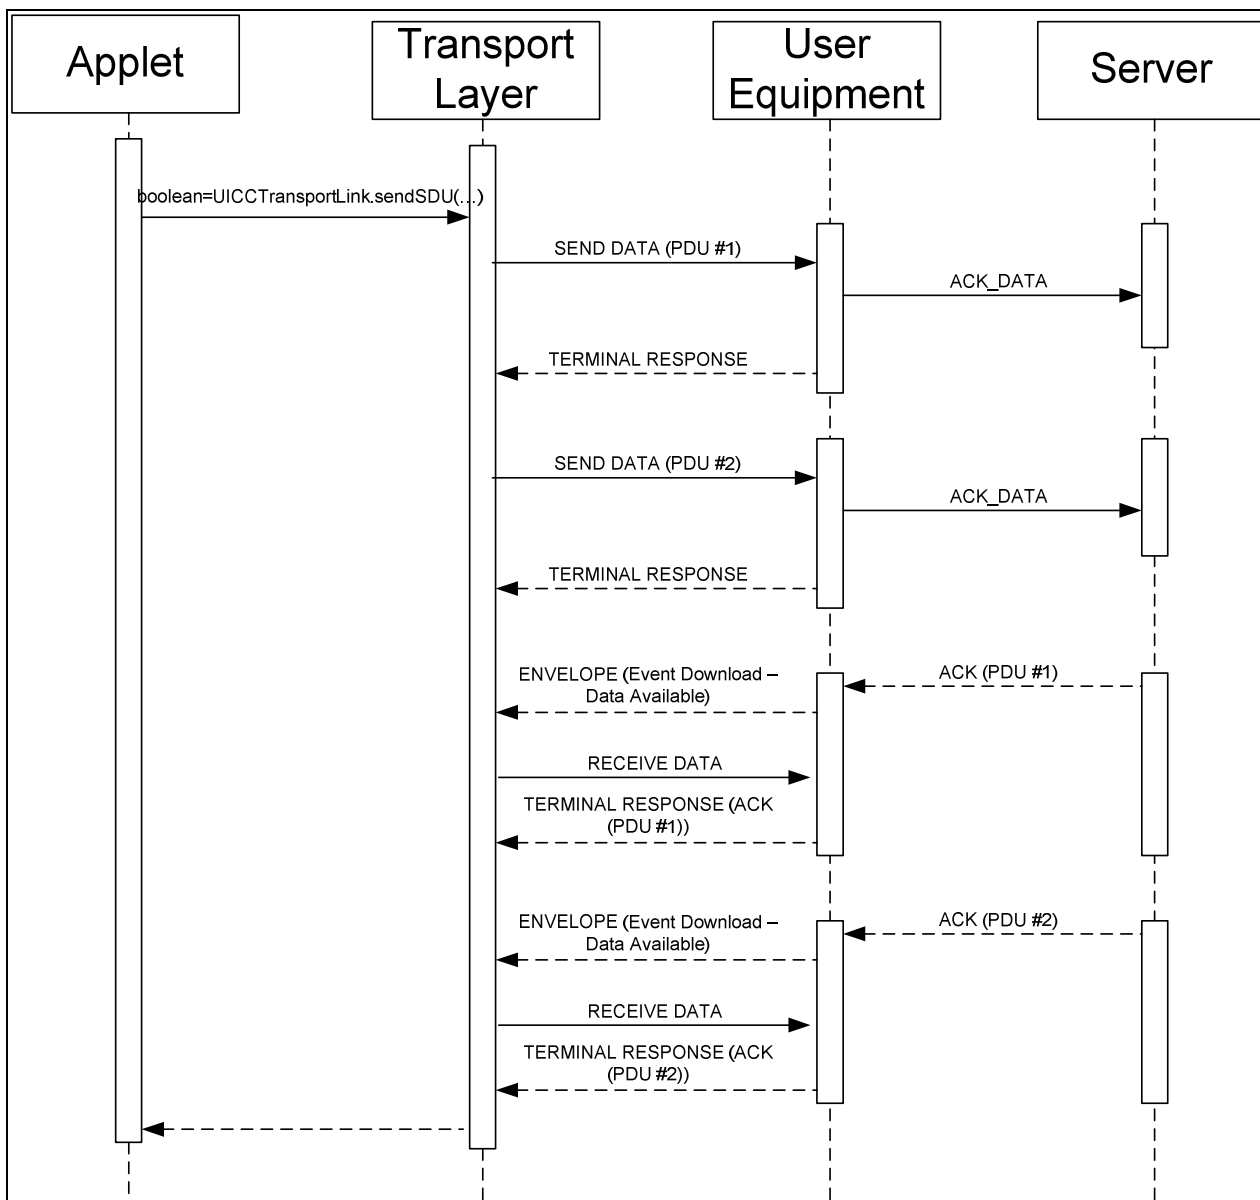 Applet
Transport
Layer
User
Equipment
Server
boolean=UICCTransportLink.sendSDU(...)
SEND DATA (PDU #1)
ACK_DATA
TERMINAL RESPONSE
SEND DATA (PDU #2)
ACK_DATA
TERMINAL RESPONSE
ACK (PDU #1)
ENVELOPE (Event Download –
Data Available)
RECEIVE DATA
TERMINAL RESPONSE (ACK
(PDU #1))
ACK (PDU #2)
ENVELOPE (Event Download –
Data Available)
RECEIVE DATA
TERMINAL RESPONSE (ACK
(PDU #2))